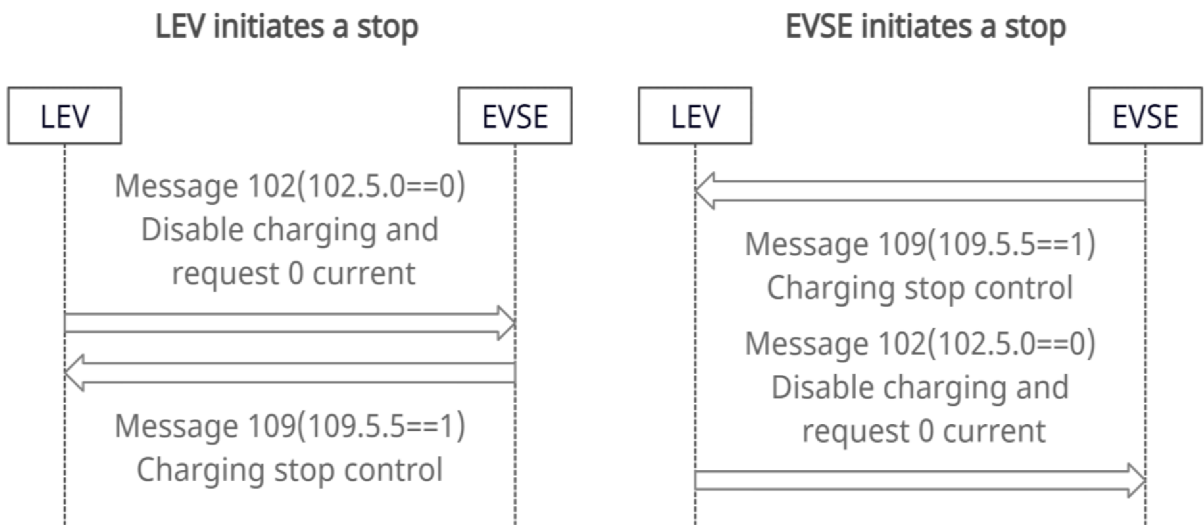 LEV initiates a stop
LEV
EVSE
Message 102(102.5.0==0)
Disable charging and
request 0 current
Message 109(109.5.5==1)
Charging stop control
EVSE initiates a stop
LEV
EVSE
Message 109(109.5.5==1)
Charging stop control
Message 102(102.5.0==0)
Disable charging and
request 0 current